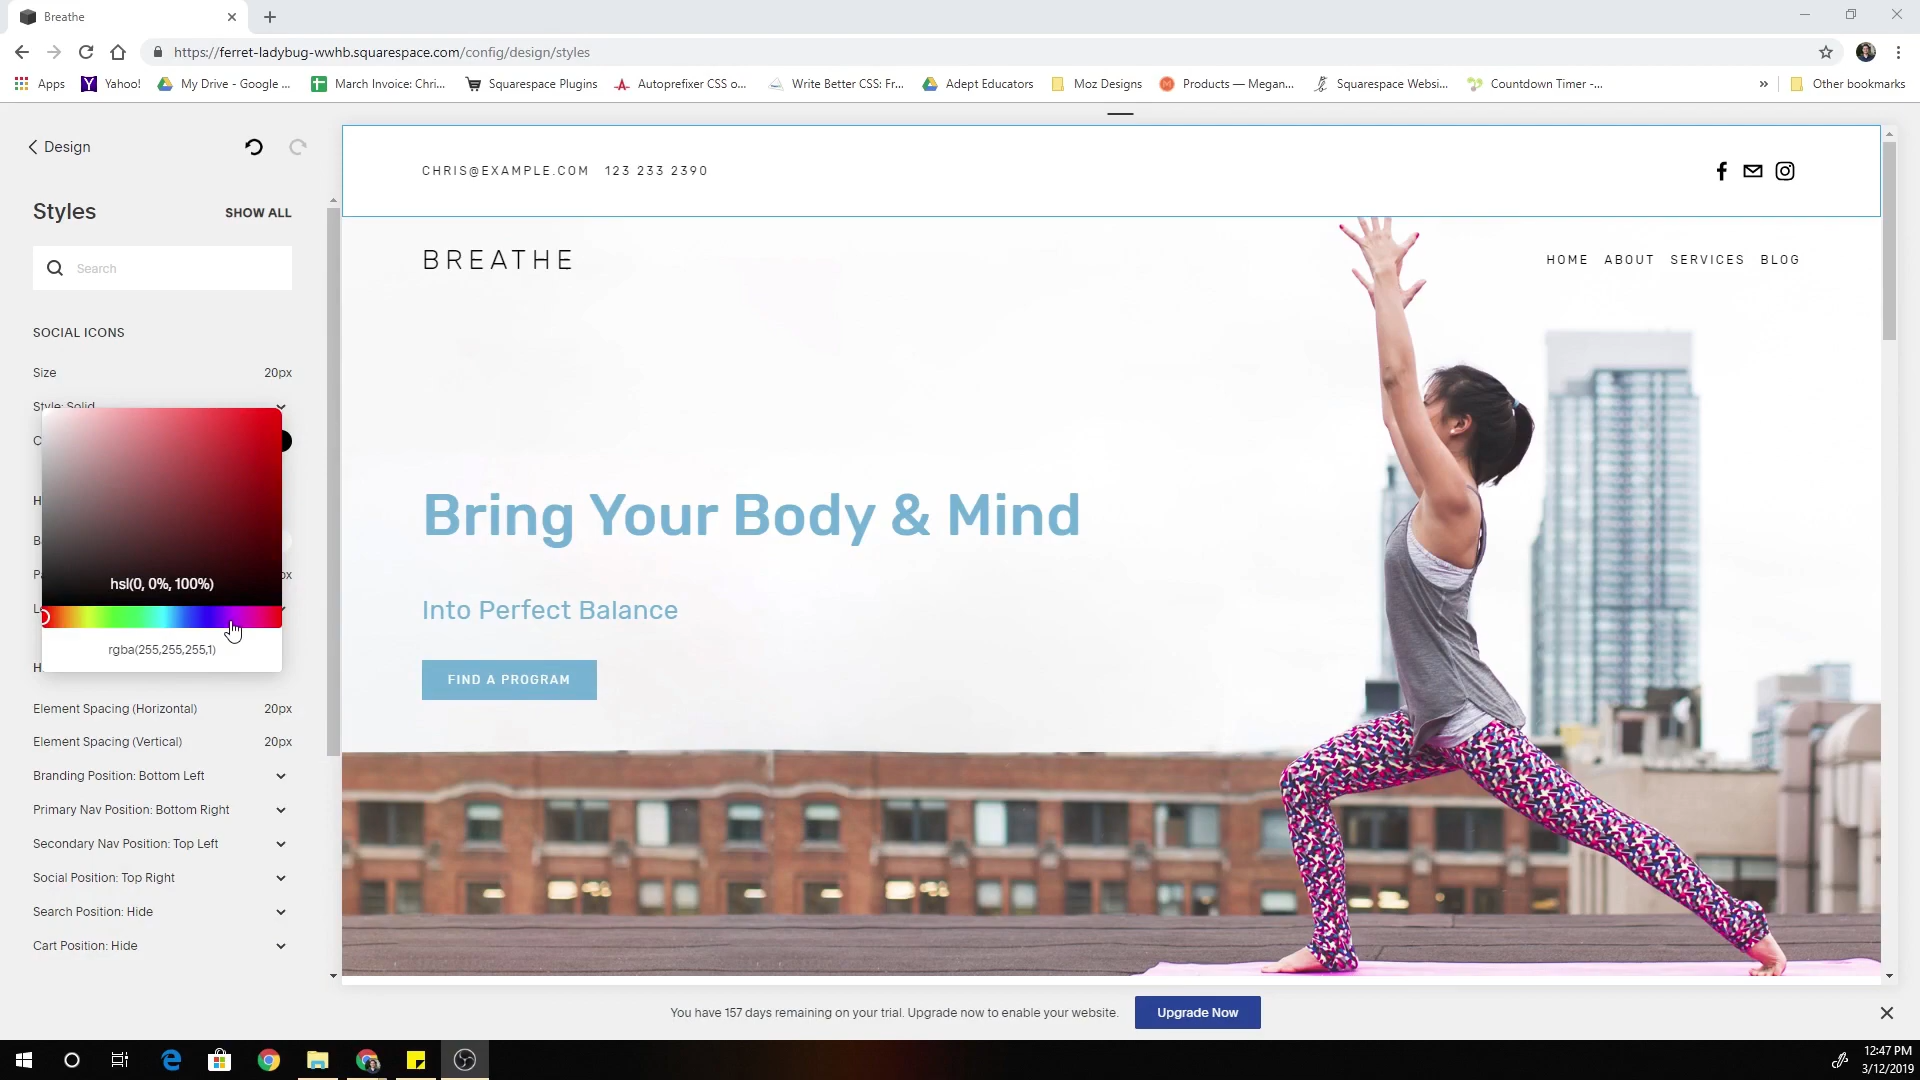 Breathe
https://ferret-ladybug-wwhb.squarespace.com/config/design/styles
Apps Yahoo! My Drive - Google ... March Invoice: Chri... Squarespace Plugins Autoprefixer CSS o... Write Better CSS: Fr... Adept Educators Moz Designs Products — Megan... Squarespace Websi... Countdown Timer -... » Other bookmarks
Design
Styles SHOW ALL
Search
SOCIAL ICONS
Size 20px
Style: Solid
C
H
B
Pa px
Lo
hsl(0, 0%, 100%)
rgba(255,255,255,1)
H
Element Spacing (Horizontal) 20px
Element Spacing (Vertical) 20px
Branding Position: Bottom Left
Primary Nav Position: Bottom Right
Secondary Nav Position: Top Left
Social Position: Top Right
Search Position: Hide
Cart Position: Hide
CHRIS@EXAMPLE.COM 123 233 2390
BREATHE
HOME ABOUT SERVICES BLOG
Bring Your Body & Mind
Into Perfect Balance
FIND A PROGRAM
You have 157 days remaining on your trial. Upgrade now to enable your website. Upgrade Now
12:47 PM
3/12/2019